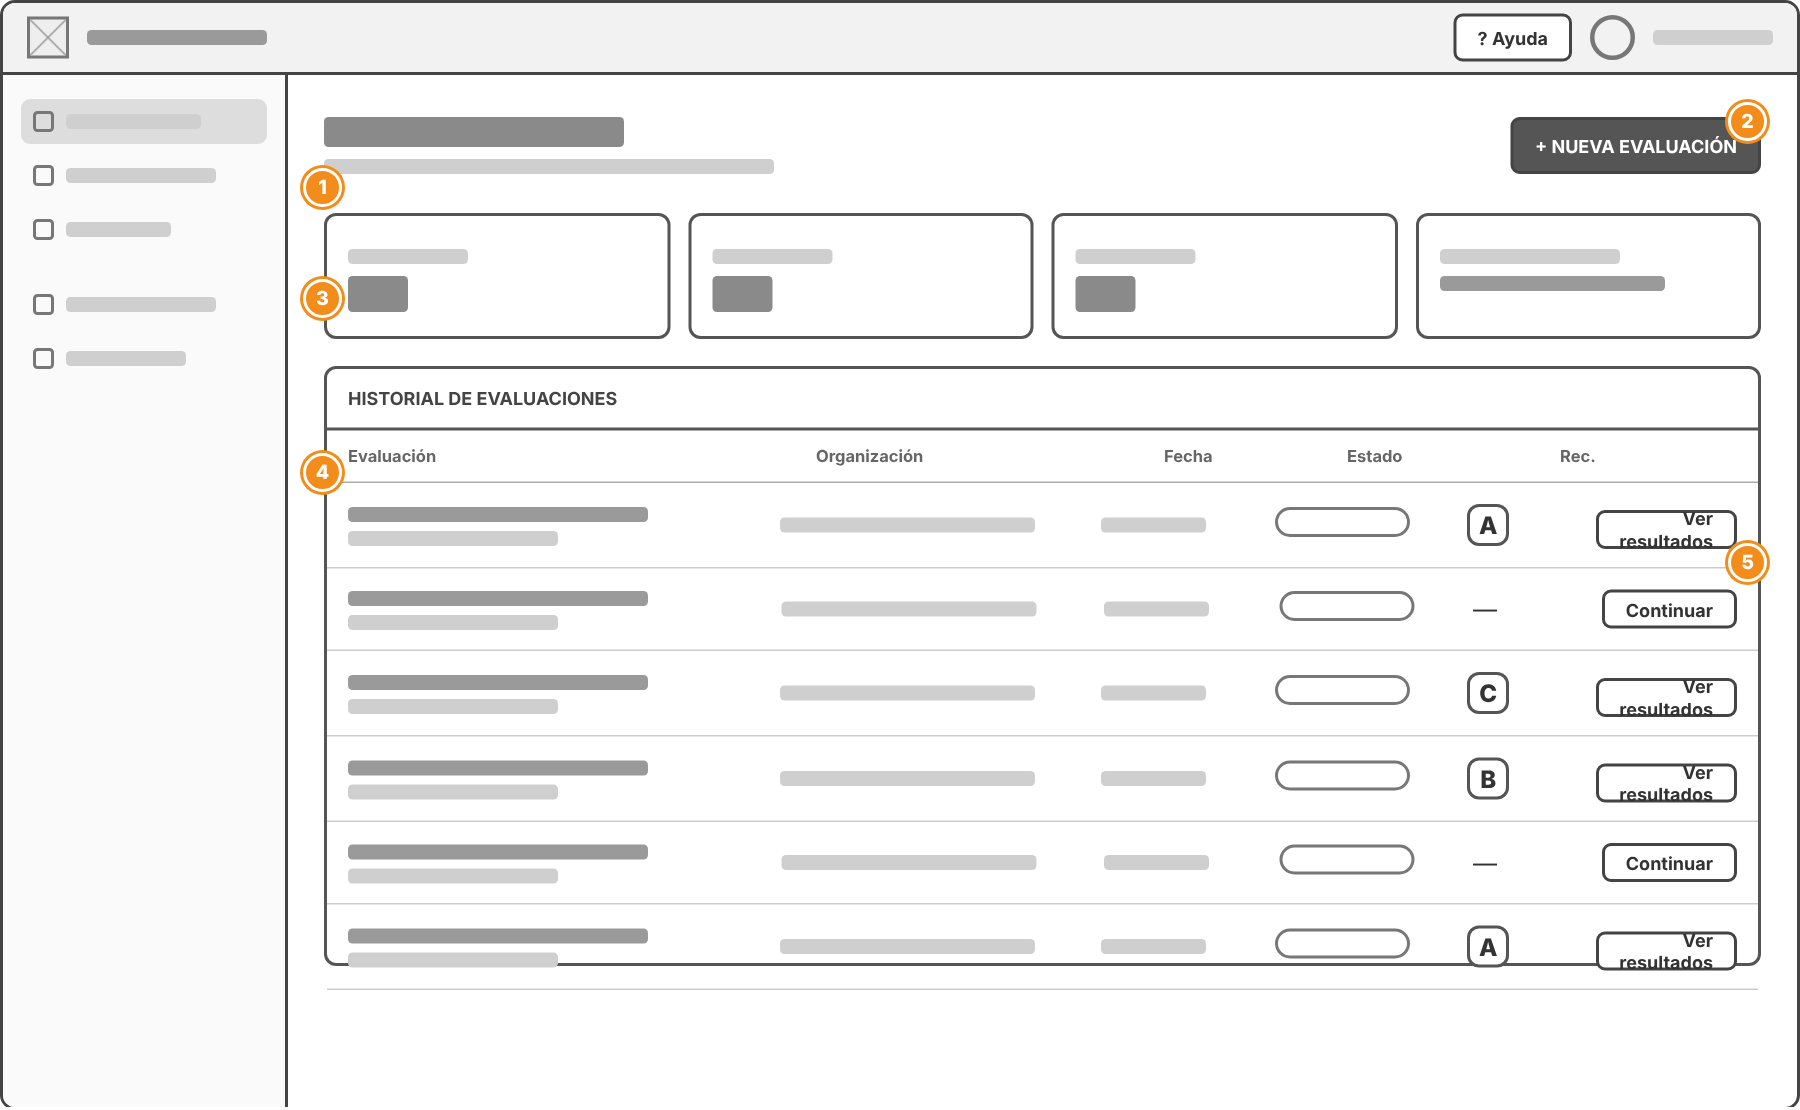 ? Ayuda
2
+ NUEVA EVALUACIÓN
1
3
HISTORIAL DE EVALUACIONES
4
Evaluación Organización Fecha Estado Rec.
A
Ver
resultados
5
— Continuar
C
Ver
resultados
B
Ver
resultados
— Continuar
A
Ver
resultados